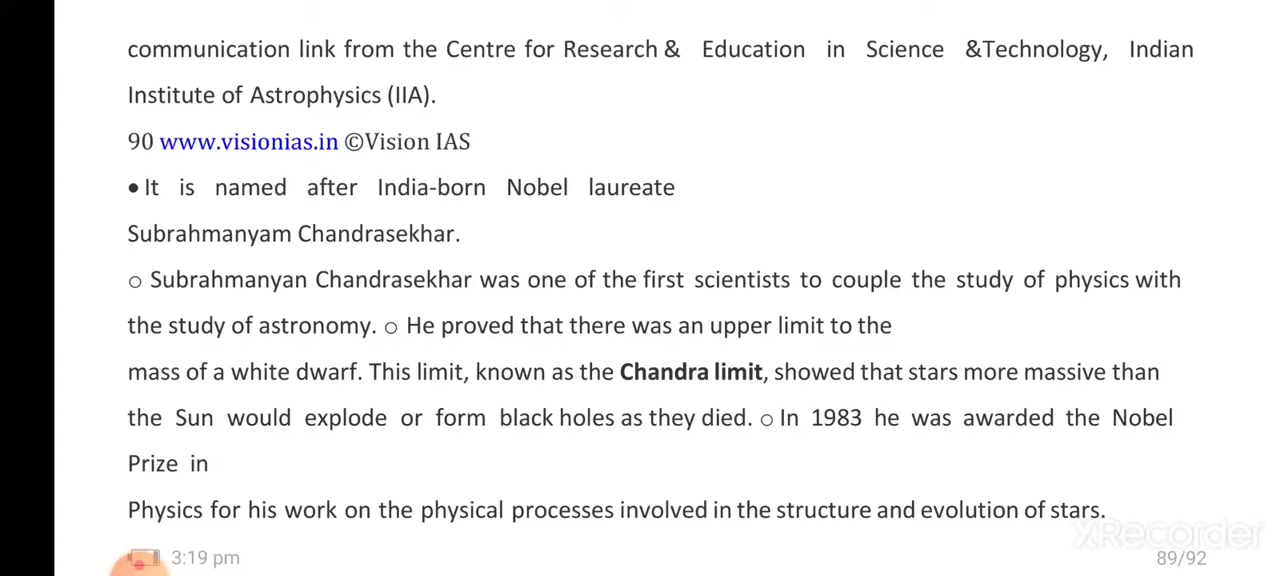 communication link from the Centre for Research & Education in Science &Technology, Indian
Institute of Astrophysics (IIA).
90 www.visionias.in ©Vision IAS
• It is named after India-born Nobel laureate
Subrahmanyam Chandrasekhar.
o Subrahmanyan Chandrasekhar was one of the first scientists to couple the study of physics with
the study of astronomy. o He proved that there was an upper limit to the
mass of a white dwarf. This limit, known as the Chandra limit, showed that stars more massive than
the Sun would explode or form black holes as they died. o In 1983 he was awarded the Nobel
Prize in
Physics for his work on the physical processes involved in the structure and evolution of stars.
XRecorder
3:19 pm 89/92